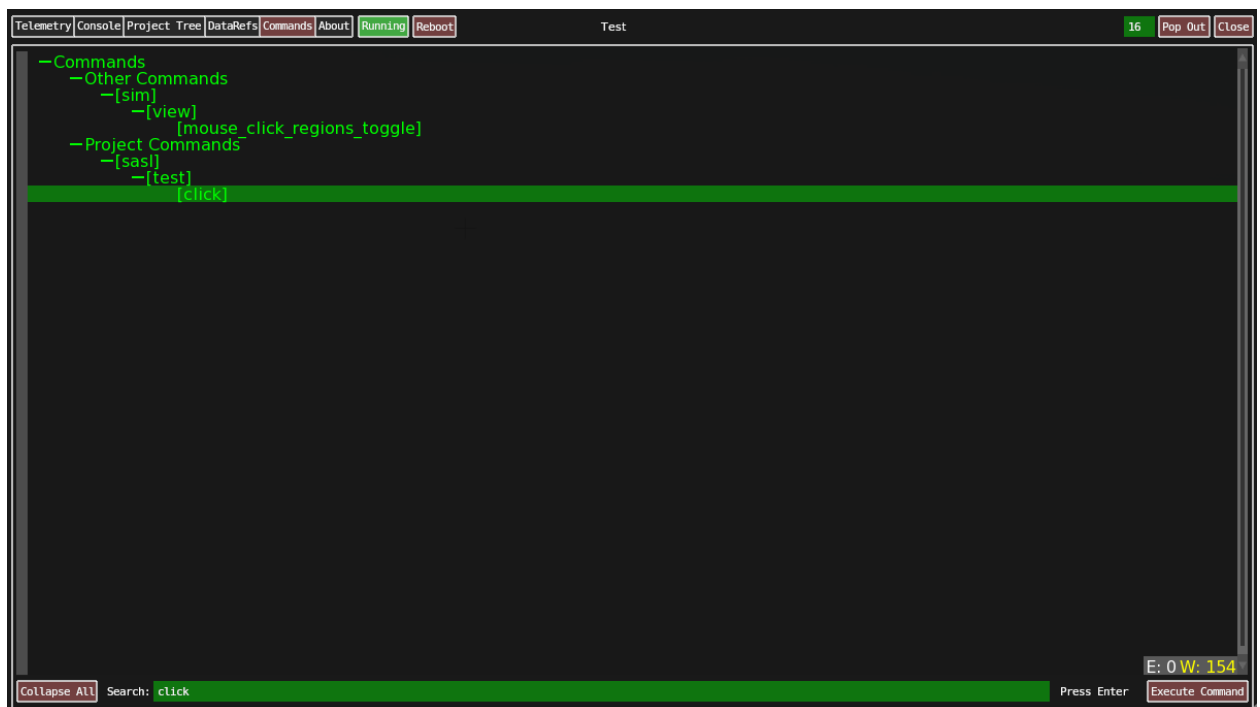 Telemetry Console Project Tree DataRefs Commands About Running Reboot Test 16 Pop Out Close
Commands
Other Commands
[sim]
[view]
[mouse_click_regions_toggle]
Project Commands
[sasl]
[test]
[click]
E: 0 W: 154
Collapse All Search: click Press Enter Execute Command